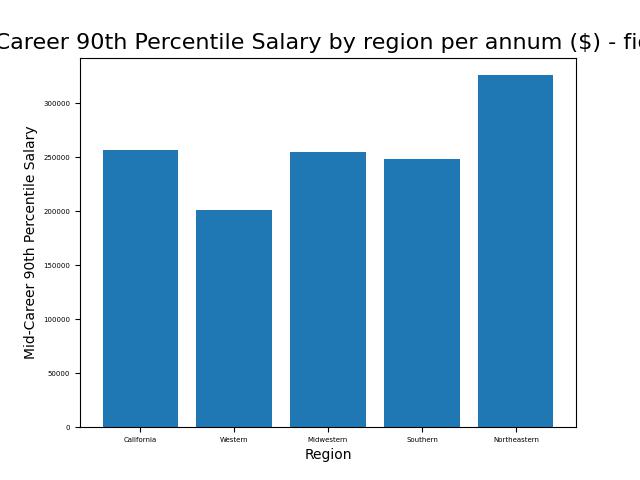 Career 90th Percentile Salary by region per annum ($) -
Mid-Career 90th Percentile Salary
300000
250000
200000
150000
100000
50000
0
California Western Midwestern Southern Northeastern
Region